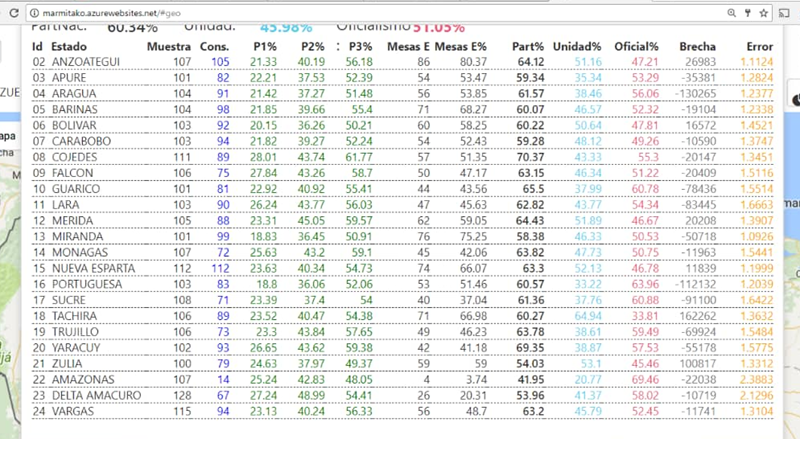 marmitako.azurewebsites.net/#geo
PartNac. 60.34% Unidad: 45.98% Oficialismo 51.05%
Id Estado Muestra Cons. P1% P2% : P3% Mesas E Mesas E% Part% Unidad% Oficial% Brecha Error
02 ANZOATEGUI 107 105 21.33 40.19 56.18 86 80.37 64.12 51.16 47.21 26983 1.1124
03 APURE 101 82 22.21 37.53 52.39 54 53.47 59.34 35.34 53.29 -35381 1.2824
04 ARAGUA 104 91 21.42 37.27 51.48 56 53.85 61.57 38.46 56.06 -130265 1.2377
05 BARINAS 104 98 21.85 39.66 55.4 71 68.27 60.07 46.57 52.32 -19104 1.2338
06 BOLIVAR 103 92 20.15 36.26 50.21 60 58.25 60.22 50.64 47.81 16572 1.4521
07 CARABOBO 103 94 21.82 39.27 52.24 54 52.43 59.28 48.12 49.26 -10590 1.3747
08 COJEDES 111 89 28.01 43.74 61.77 57 51.35 70.37 43.33 55.3 -20147 1.3451
09 FALCON 106 75 27.84 43.26 58.7 50 47.17 63.15 46.34 51.22 -20409 1.5116
10 GUARICO 101 81 22.92 40.92 55.41 44 43.56 65.5 37.99 60.78 -78436 1.5514
11 LARA 103 90 26.24 43.77 56.03 47 45.63 62.82 43.77 54.34 -83445 1.6663
12 MERIDA 105 88 23.31 45.05 59.57 62 59.05 64.43 51.89 46.67 20208 1.3907
13 MIRANDA 101 99 18.83 36.45 50.91 76 75.25 58.38 46.33 50.53 -50718 1.0926
14 MONAGAS 107 72 25.63 43.2 59.1 45 42.06 63.82 47.73 50.75 -11963 1.5441
15 NUEVA ESPARTA 112 112 23.63 40.34 54.73 74 66.07 63.3 52.13 46.78 11839 1.1999
16 PORTUGUESA 103 83 18.8 36.06 52.06 53 51.46 60.57 33.22 63.96 -112132 1.2039
17 SUCRE 108 71 23.39 37.4 54 40 37.04 61.36 37.76 60.88 -91100 1.6422
18 TACHIRA 106 89 23.52 40.47 54.38 71 66.98 60.27 64.94 33.81 162262 1.3632
19 TRUJILLO 106 73 23.3 43.84 57.65 49 46.23 63.78 38.61 59.49 -69924 1.5484
20 YARACUY 102 93 26.65 43.62 59.38 42 41.18 69.35 38.87 57.53 -55178 1.5775
21 ZULIA 100 79 24.63 37.97 49.37 59 59 54.03 53.1 45.46 100817 1.3312
22 AMAZONAS 107 14 25.24 42.83 48.05 4 3.74 41.95 20.77 69.46 -22038 2.3883
23 DELTA AMACURO 128 67 27.24 48.99 54.41 26 20.31 53.96 41.37 58.02 -10719 2.1296
24 VARGAS 115 94 23.13 40.24 56.33 56 48.7 63.2 45.79 52.45 -11741 1.3104